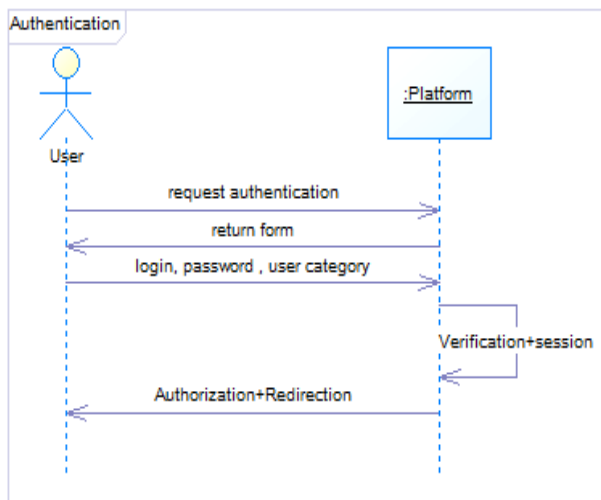 Authentication
:Platform
User
request authentication
return form
login, password , user category
Verification+session
Authorization+Redirection